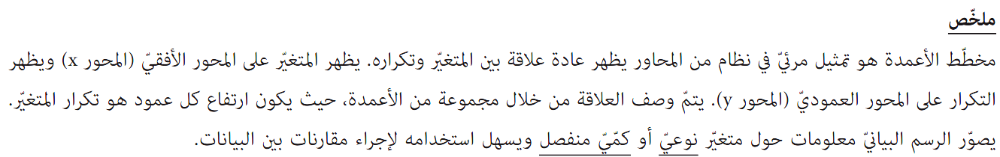 ملخّص
مخطّط الأعمدة هو تمثيل مرئيّ في نظام من المحاور يظهر عادة علاقة بين المتغيّر وتكراره. يظهر المتغيّر على المحور الأفقيّ (المحور x) ويظهر
التكرار على المحور العموديّ (المحور y). يتمّ وصف العلاقة من خلال مجموعة من الأعمدة، حيث يكون ارتفاع كل عمود هو تكرار المتغيّر.
يصوّر الرسم البيانيّ معلومات حول متغيّر نوعيّ أو كمّيّ منفصل ويسهل استخدامه لإجراء مقارنات بين البيانات.